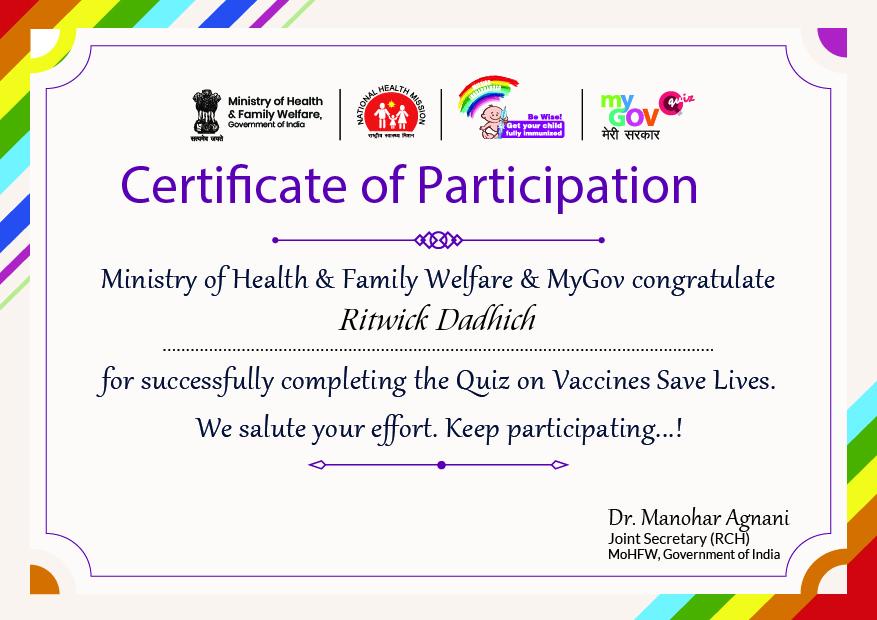 Ministry of Health
& Family Welfare,
Government of India
सत्यमेव जयते
NATIONAL HEALTH MISSION
राष्ट्रीय स्वास्थ्य मिशन
Be Wise!
Get your child
fully immunized
my
GOV
quiz
मेरी सरकार
Certificate of Participation
Ministry of Health & Family Welfare & MyGov congratulate
Ritwick Dadhich
for successfully completing the Quiz on Vaccines Save Lives.
We salute your effort. Keep participating...!
Dr. Manohar Agnani
Joint Secretary (RCH)
MoHFW, Government of India